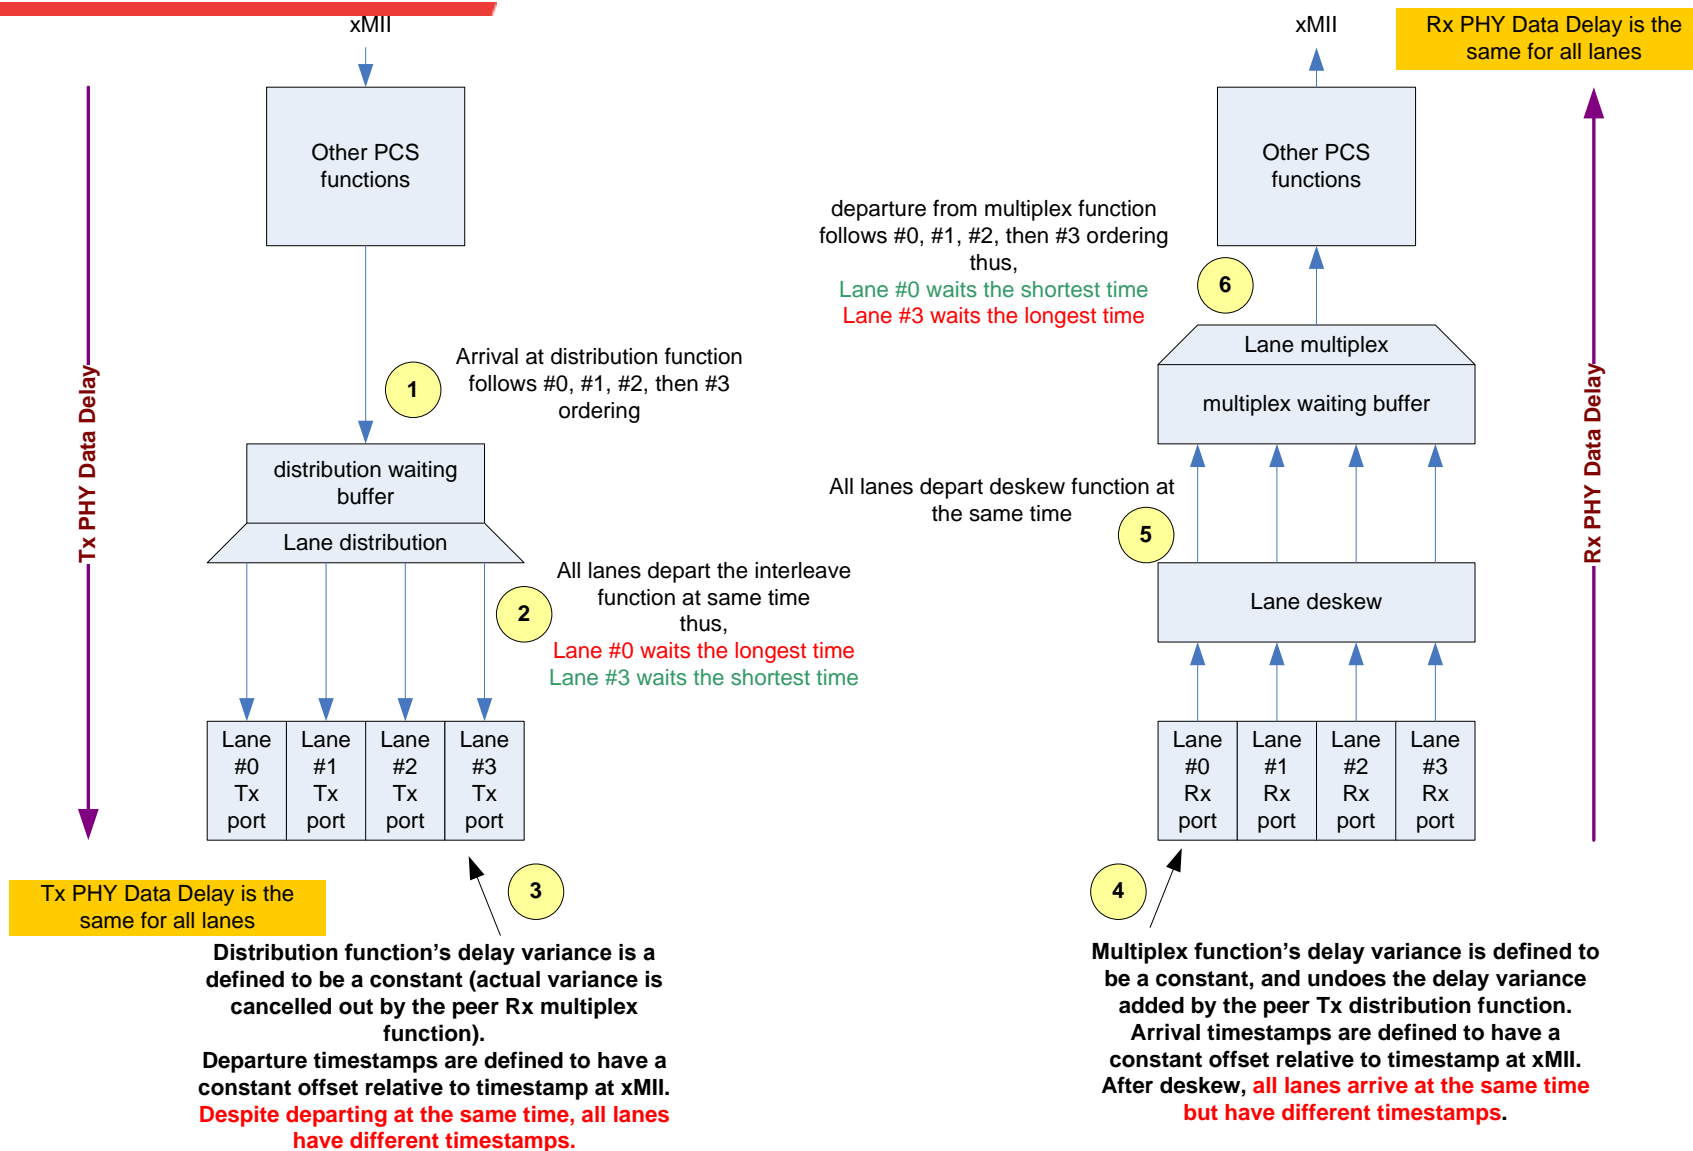 xMII
Other PCS
functions
1
Arrival at distribution function
follows #0, #1, #2, then #3
ordering
distribution waiting
buffer
Lane distribution
2
All lanes depart the interleave
function at same time
thus,
Lane #0 waits the longest time
Lane #3 waits the shortest time
Lane
#0
Tx
port
Lane
#1
Tx
port
Lane
#2
Tx
port
Lane
#3
Tx
port
Tx PHY Data Delay
Tx PHY Data Delay is the
same for all lanes
3
Distribution function’s delay variance is a
defined to be a constant (actual variance is
cancelled out by the peer Rx multiplex
function).
Departure timestamps are defined to have a
constant offset relative to timestamp at xMII.
Despite departing at the same time, all lanes
have different timestamps.
xMII
Rx PHY Data Delay is the
same for all lanes
Other PCS
functions
departure from multiplex function
follows #0, #1, #2, then #3 ordering
thus,
Lane #0 waits the shortest time
Lane #3 waits the longest time
6
Lane multiplex
multiplex waiting buffer
All lanes depart deskew function at
the same time
5
Lane deskew
Lane
#0
Rx
port
Lane
#1
Rx
port
Lane
#2
Rx
port
Lane
#3
Rx
port
Rx PHY Data Delay
4
Multiplex function’s delay variance is defined to
be a constant, and undoes the delay variance
added by the peer Tx distribution function.
Arrival timestamps are defined to have a
constant offset relative to timestamp at xMII.
After deskew, all lanes arrive at the same time
but have different timestamps.